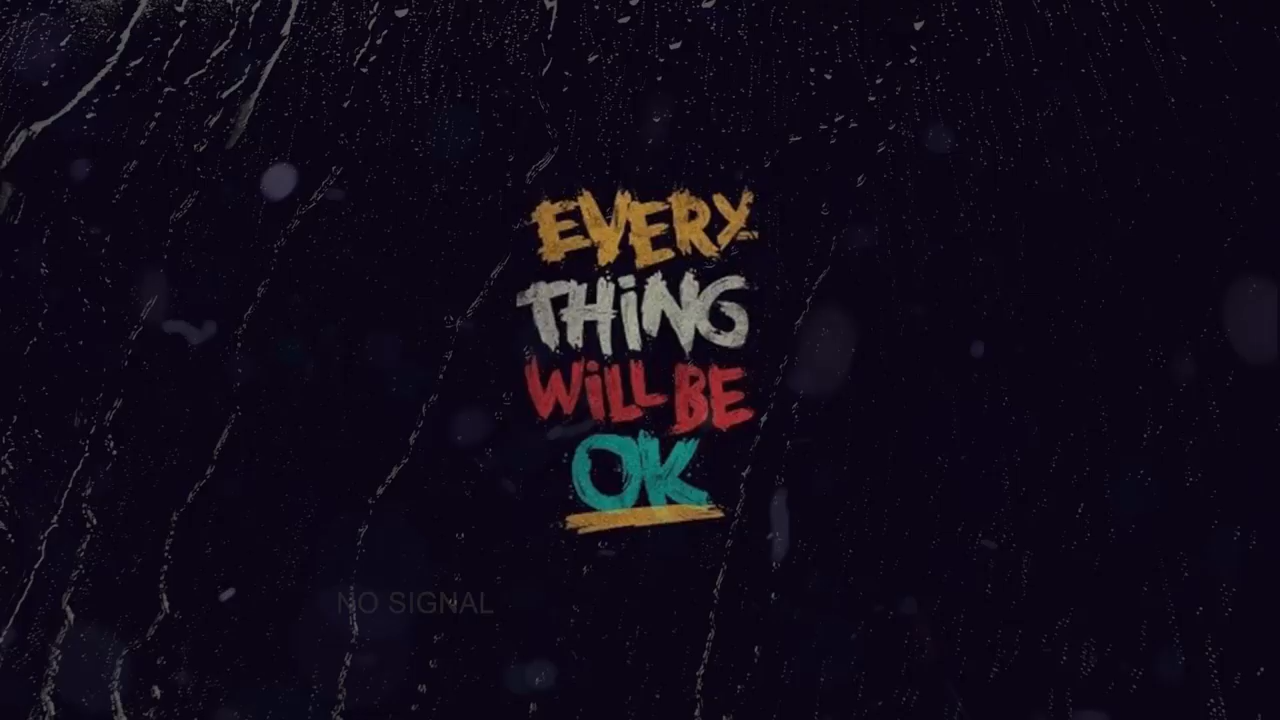 EVERY
THiNG
WiLL BE
OK
NO SIGNAL